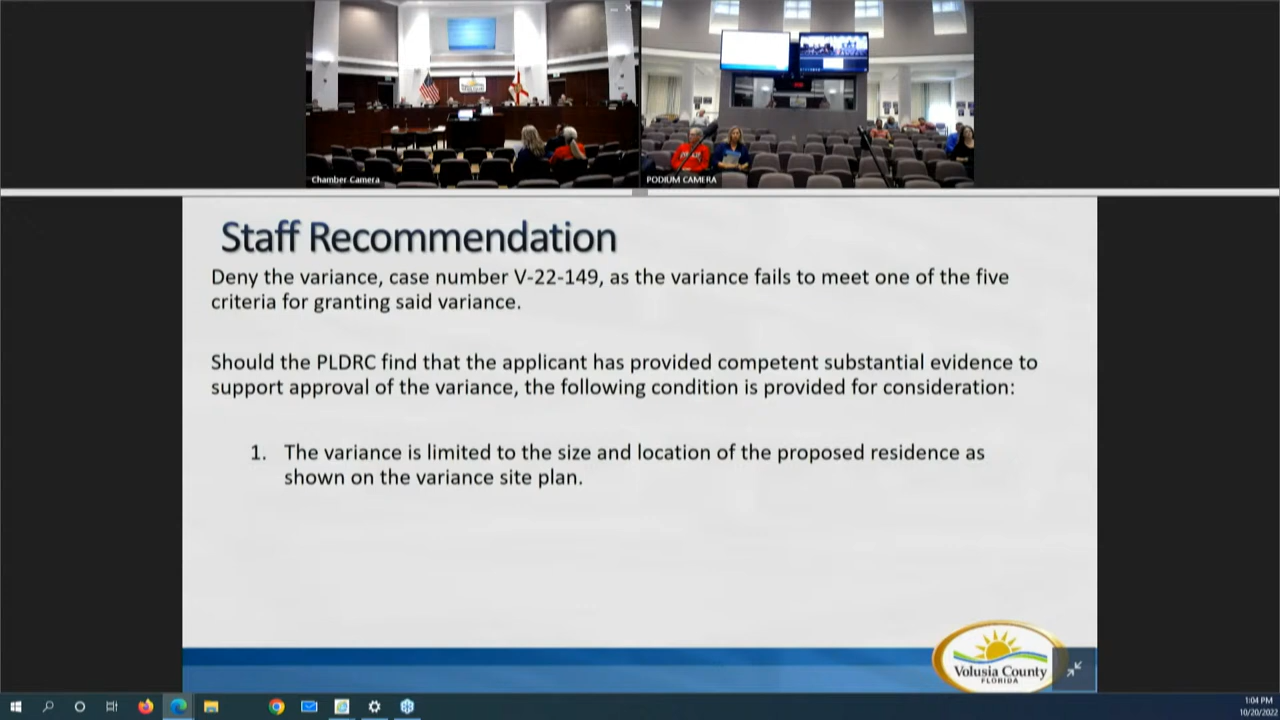 Chamber Camera
PODIUM CAMERA
Staff Recommendation
Deny the variance, case number V-22-149, as the variance fails to meet one of the five
criteria for granting said variance.
Should the PLDRC find that the applicant has provided competent substantial evidence to
support approval of the variance, the following condition is provided for consideration:
1. The variance is limited to the size and location of the proposed residence as
shown on the variance site plan.
Volusia County
FLORIDA
1:04 PM
10/20/2022